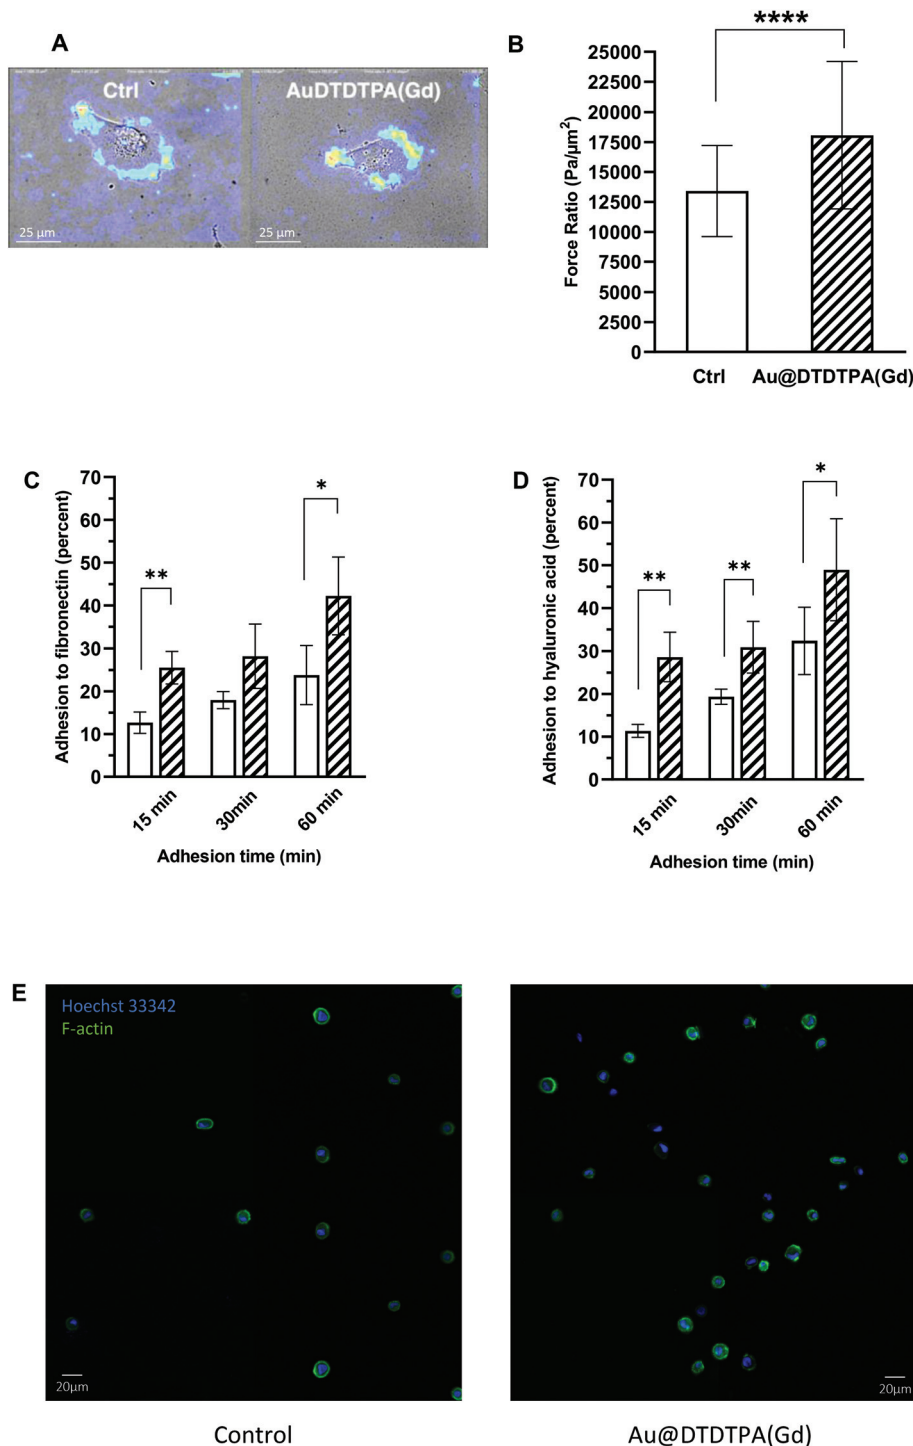 A
Ctrl
AuDTDTPA(Gd)
25 µm
25 µm
B
****
Force Ratio (Pa/µm²)
25000
22500
20000
17500
15000
12500
10000
7500
5000
2500
0
Ctrl
Au@DTDTPA(Gd)
C
Adhesion to fibronectin (percent)
70
60
50
40
30
20
10
0
**
*
15 min
30min
60 min
Adhesion time (min)
D
Adhesion to hyaluronic acid (percent)
70
60
50
40
30
20
10
0
**
**
*
15 min
30min
60 min
Adhesion time (min)
E
Hoechst 33342
F-actin
20µm
20µm
Control
Au@DTDTPA(Gd)